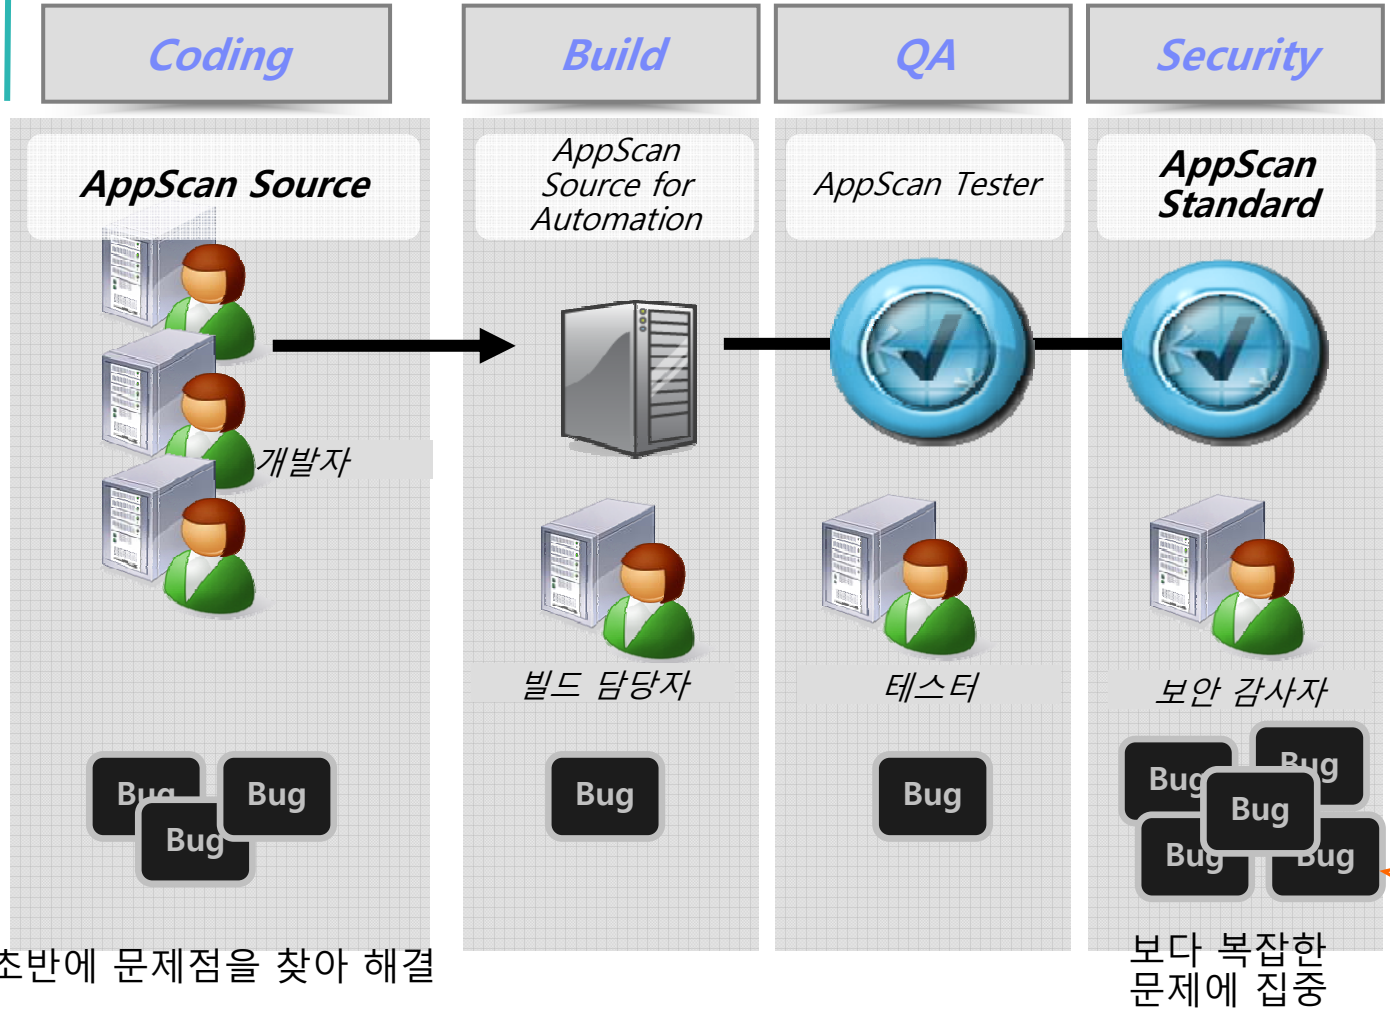 Coding
Build
QA
Security
AppScan Source
AppScan
Source for
Automation
AppScan Tester
AppScan
Standard
개발자
빌드 담당자
테스터
보안 감사자
Bug
Bug
Bug
Bug
Bug
Bug
Bug
Bug
Bug
Bug
초반에 문제점을 찾아 해결
보다 복잡한
문제에 집중